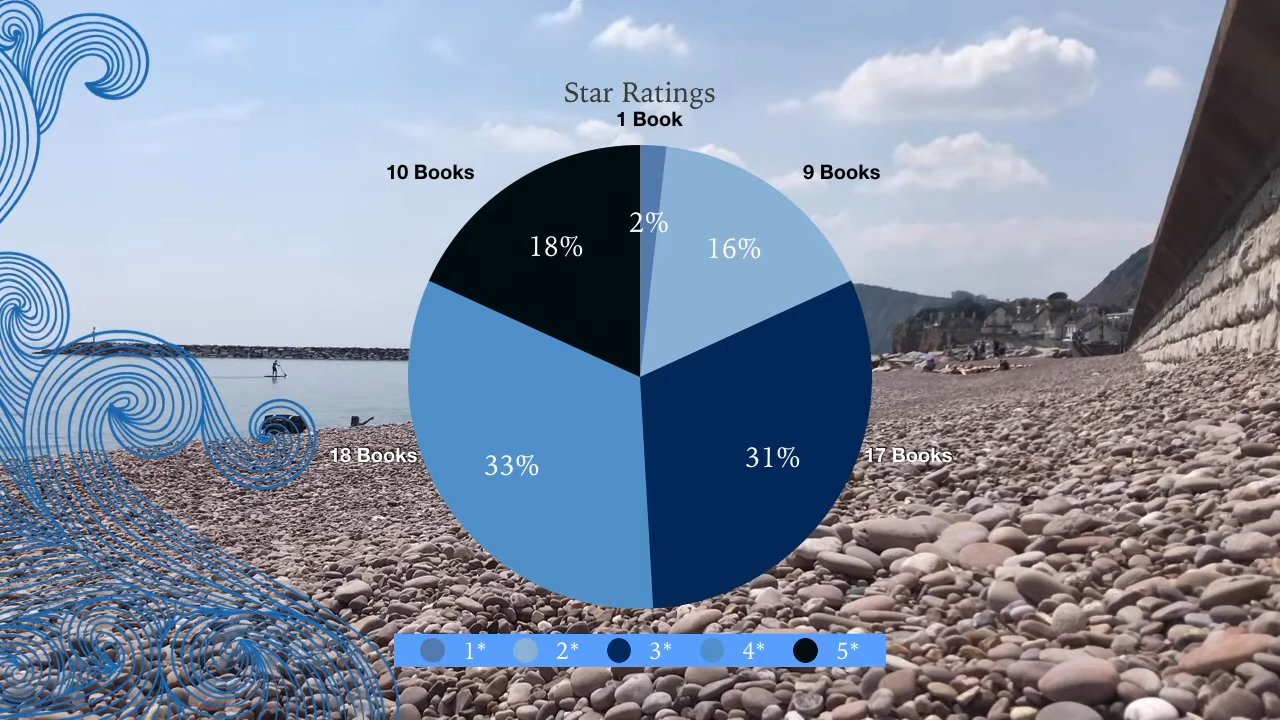 Star Ratings
1 Book
10 Books
9 Books
2%
18%
16%
18 Books
17 Books
33%
31%
1* 2* 3* 4* 5*